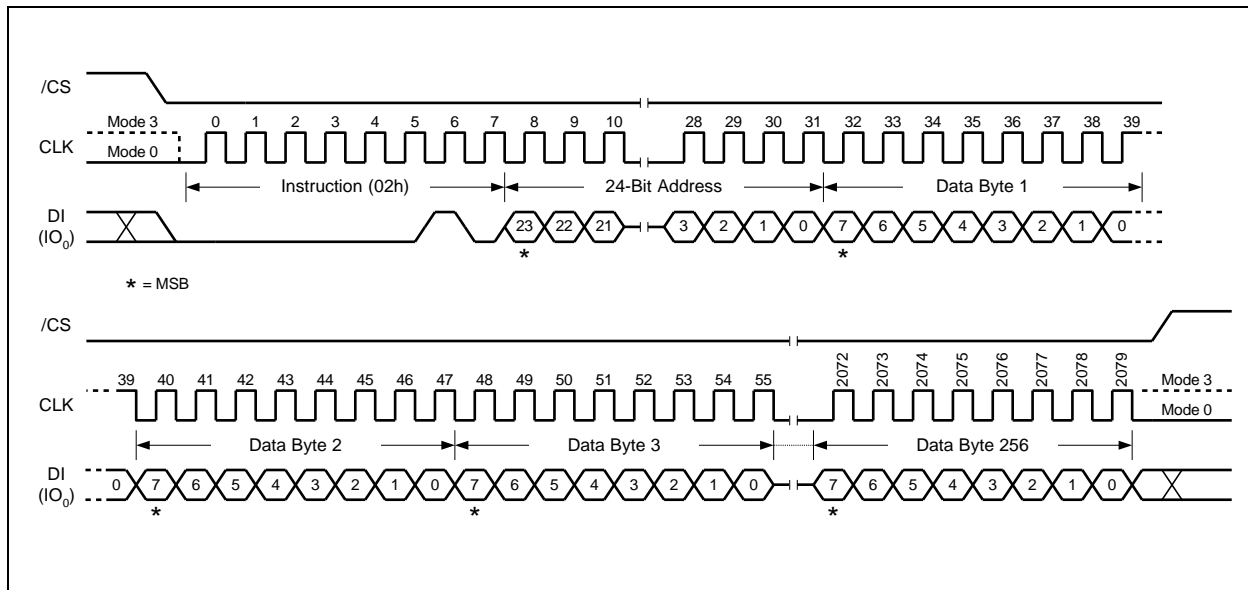 /CS
Mode 3 0 1 2 3 4 5 6 7 8 9 10 28 29 30 31 32 33 34 35 36 37 38 39
CLK
Mode 0
Instruction (02h) 24-Bit Address Data Byte 1
DI
(IO0) 23 22 21 3 2 1 0 7 6 5 4 3 2 1 0
* *
* = MSB
/CS
39 40 41 42 43 44 45 46 47 48 49 50 51 52 53 54 55 2072 2073 2074 2075 2076 2077 2078 2079
Mode 3
CLK
Mode 0
Data Byte 2 Data Byte 3 Data Byte 256
DI
(IO0) 0 7 6 5 4 3 2 1 0 7 6 5 4 3 2 1 0 7 6 5 4 3 2 1 0
* * *